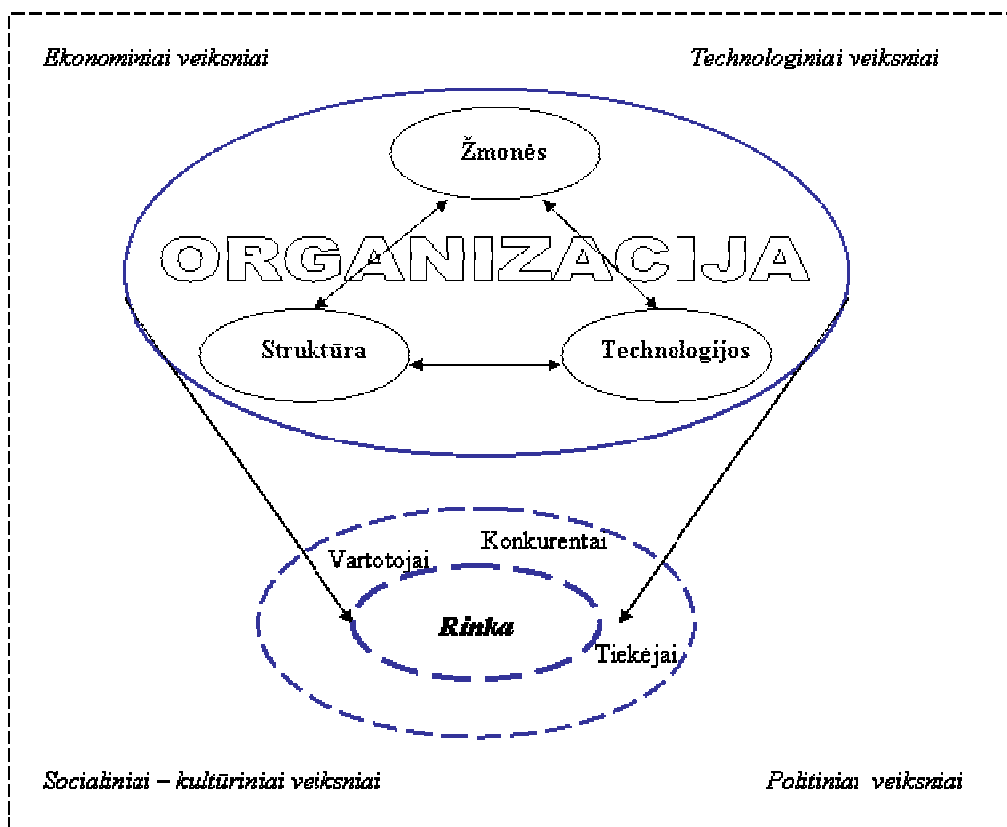 Ekonominiai veiksniai
Technologiniai veiksniai
Žmonės
ORGANIZACIJA
Struktūra
Technologijos
Konkurentai
Vartotojai
Rinka
Tiekėjai
Socialiniai – kultūriniai veiksniai
Politiniai veiksniai